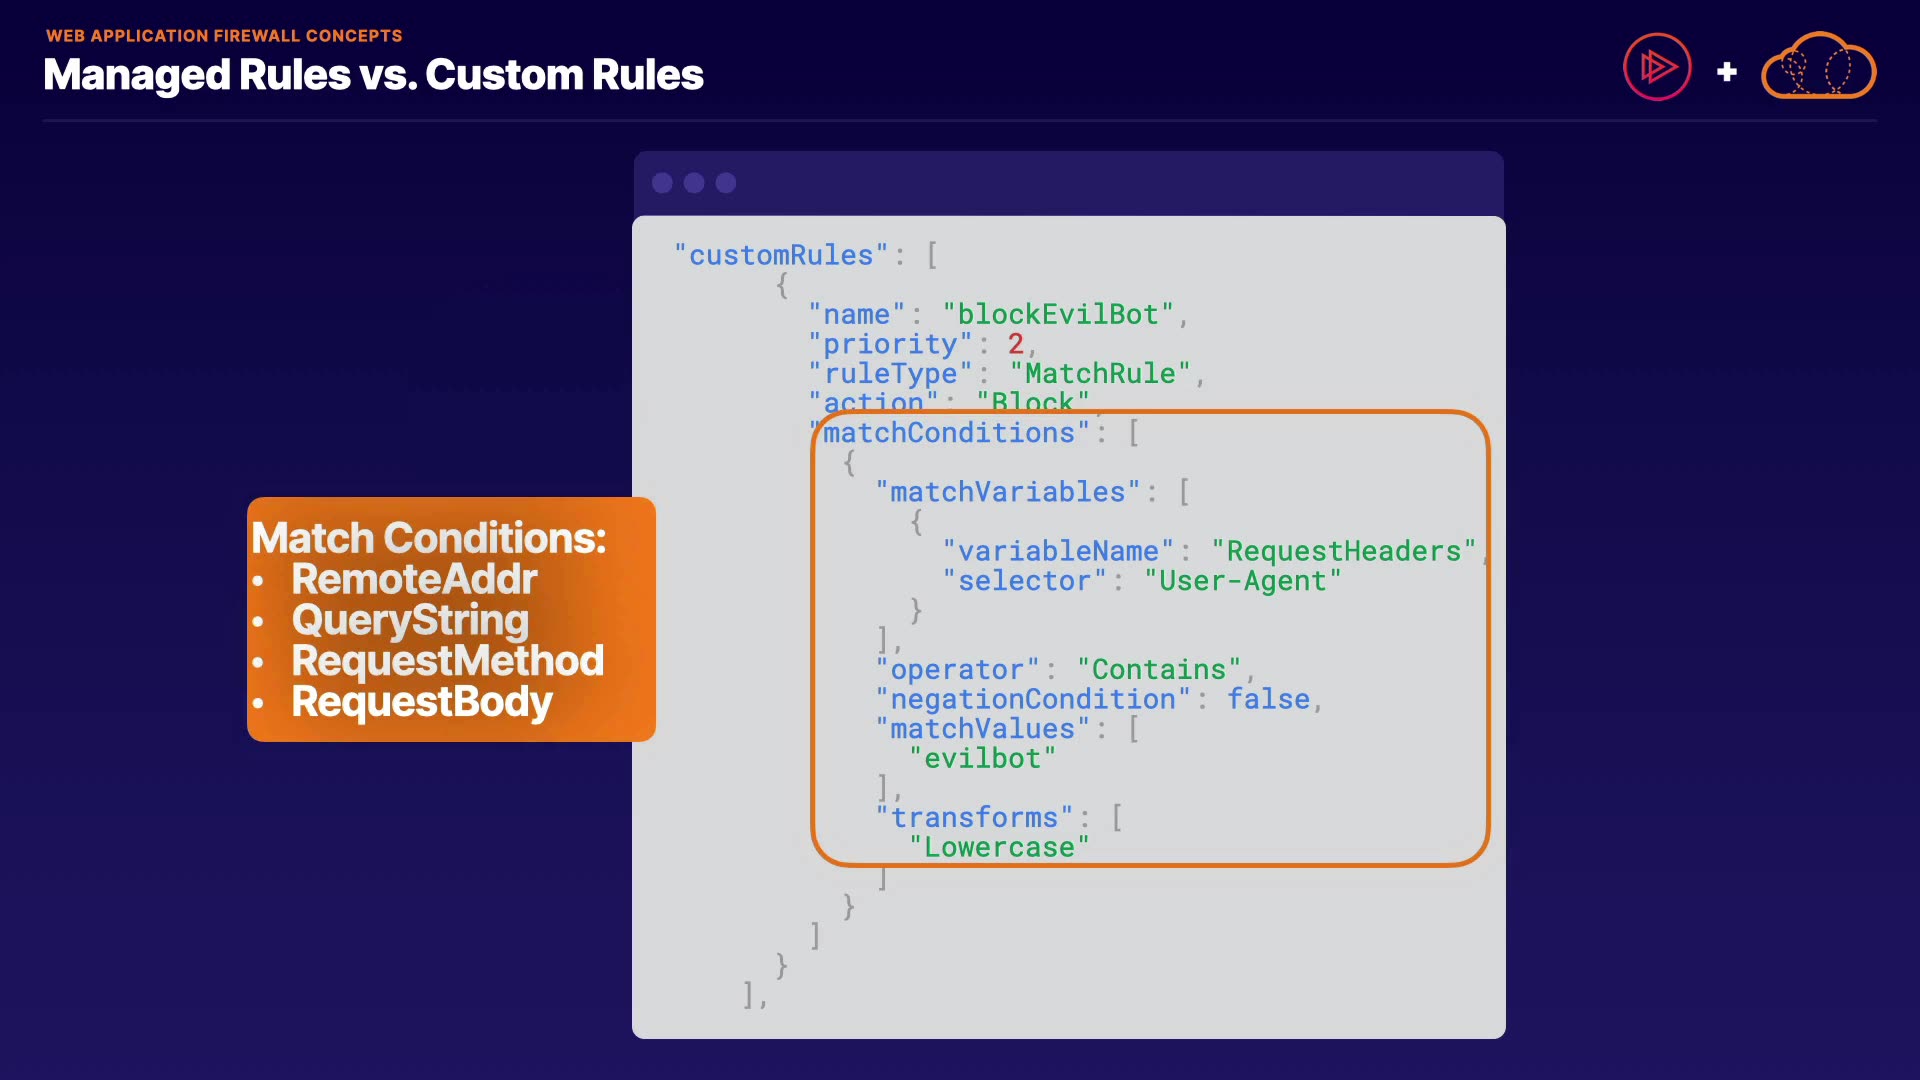 WEB APPLICATION FIREWALL CONCEPTS
Managed Rules vs. Custom Rules
+
"customRules": [
{
"name": "blockEvilBot",
"priority": 2,
"ruleType": "MatchRule",
"action": "Block",
"matchConditions": [
{
"matchVariables": [
{
"variableName": "RequestHeaders",
"selector": "User-Agent"
}
],
"operator": "Contains",
"negationCondition": false,
"matchValues": [
"evilbot"
],
"transforms": [
"Lowercase"
]
}
]
}
],
Match Conditions:
• RemoteAddr
• QueryString
• RequestMethod
• RequestBody